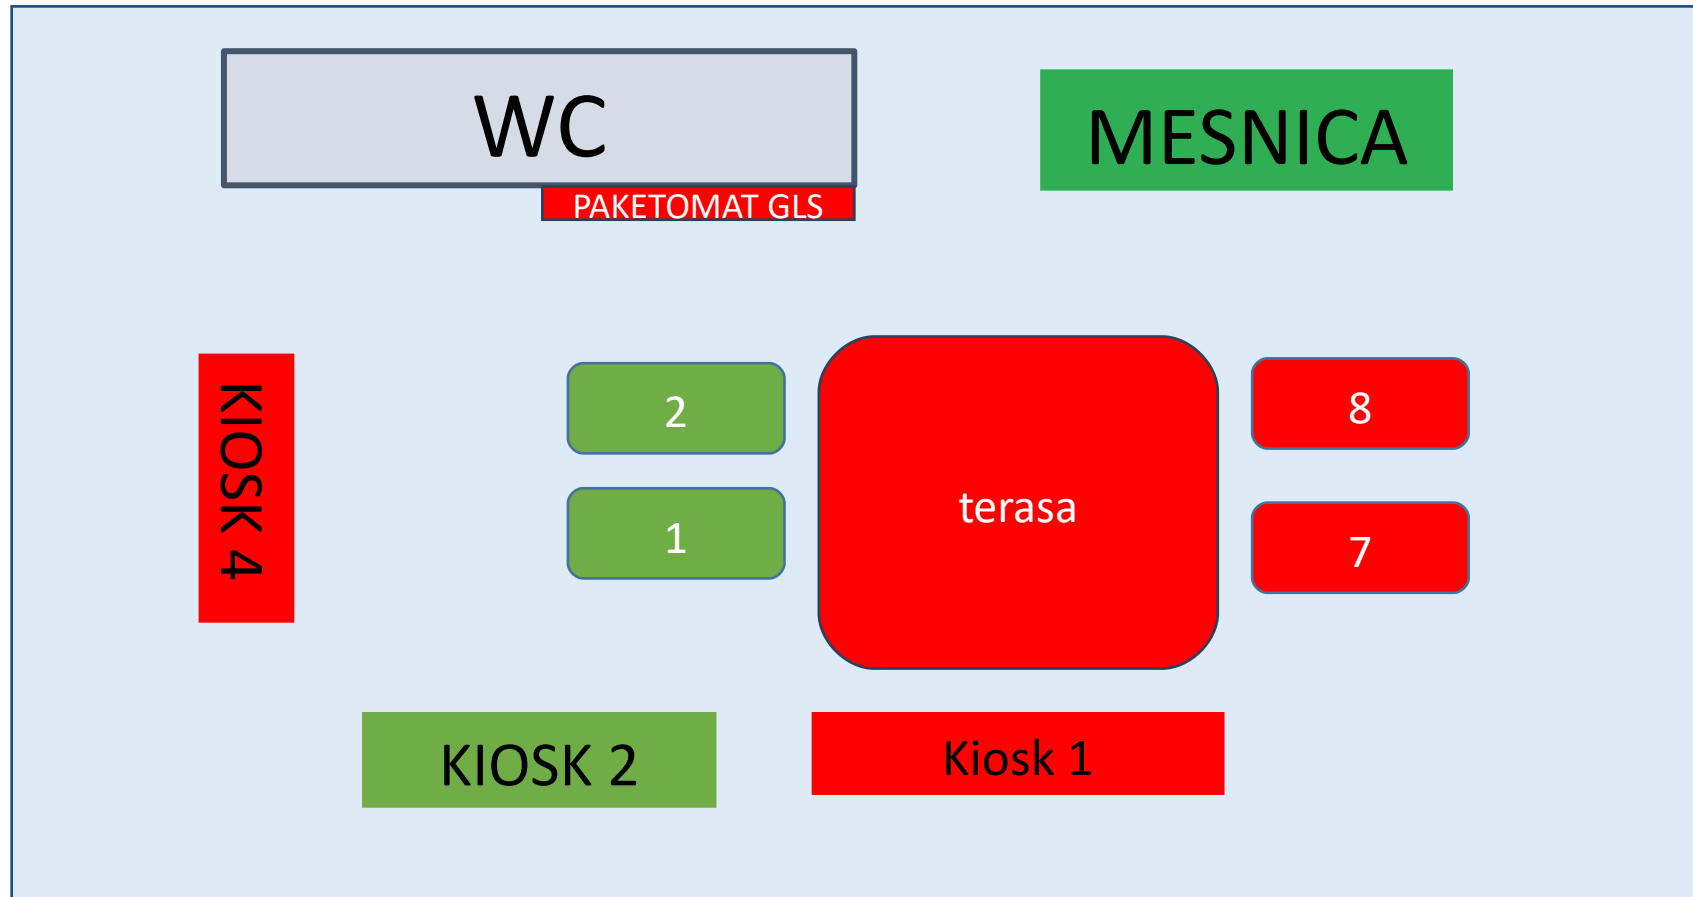 WC
MESNICA
PAKETOMAT GLS
KIOSK 4
2
1
terasa
8
7
KIOSK 2
Kiosk 1